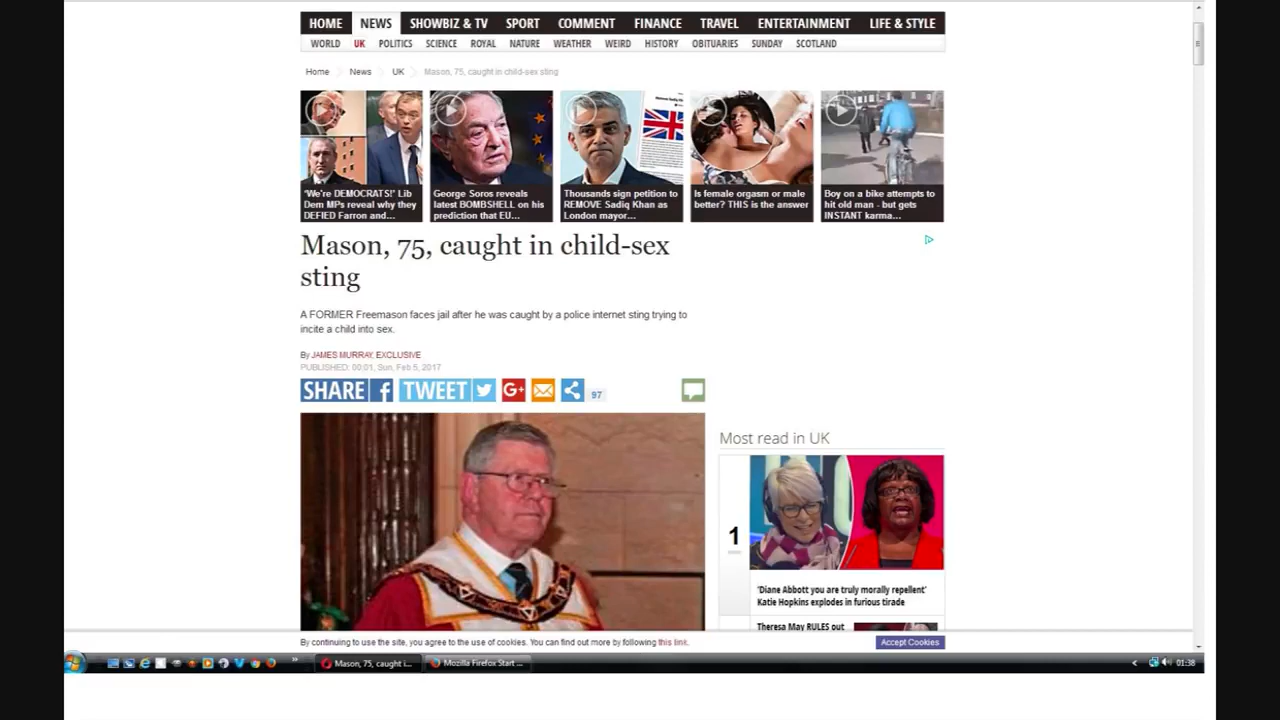 HOME NEWS SHOWBIZ & TV SPORT COMMENT FINANCE TRAVEL ENTERTAINMENT LIFE & STYLE
WORLD UK POLITICS SCIENCE ROYAL NATURE WEATHER WEIRD HISTORY OBITUARIES SUNDAY SCOTLAND
Home News UK Mason, 75, caught in child-sex sting
'We're DEMOCRATS!' Lib
Dem MPs reveal why they
DEFIED Farron and...
George Soros reveals
latest BOMBSHELL on his
prediction that EU...
Thousands sign petition to
REMOVE Sadiq Khan as
London mayor...
Is female orgasm or male
better? THIS is the answer
Boy on a bike attempts to
hit old man - but gets
INSTANT karma...
Mason, 75, caught in child-sex
sting
A FORMER Freemason faces jail after he was caught by a police internet sting trying to
incite a child into sex.
By JAMES MURRAY, EXCLUSIVE
PUBLISHED: 00:01, Sun, Feb 5, 2017
SHARE f TWEET G+ 97
Most read in UK
1
'Diane Abbott you are truly morally repellent'
Katie Hopkins explodes in furious tirade
Theresa May RULES out
By continuing to use the site, you agree to the use of cookies. You can find out more by following this link.
Accept Cookies
Mason, 75, caught i... Mozilla Firefox Start ... 01:38